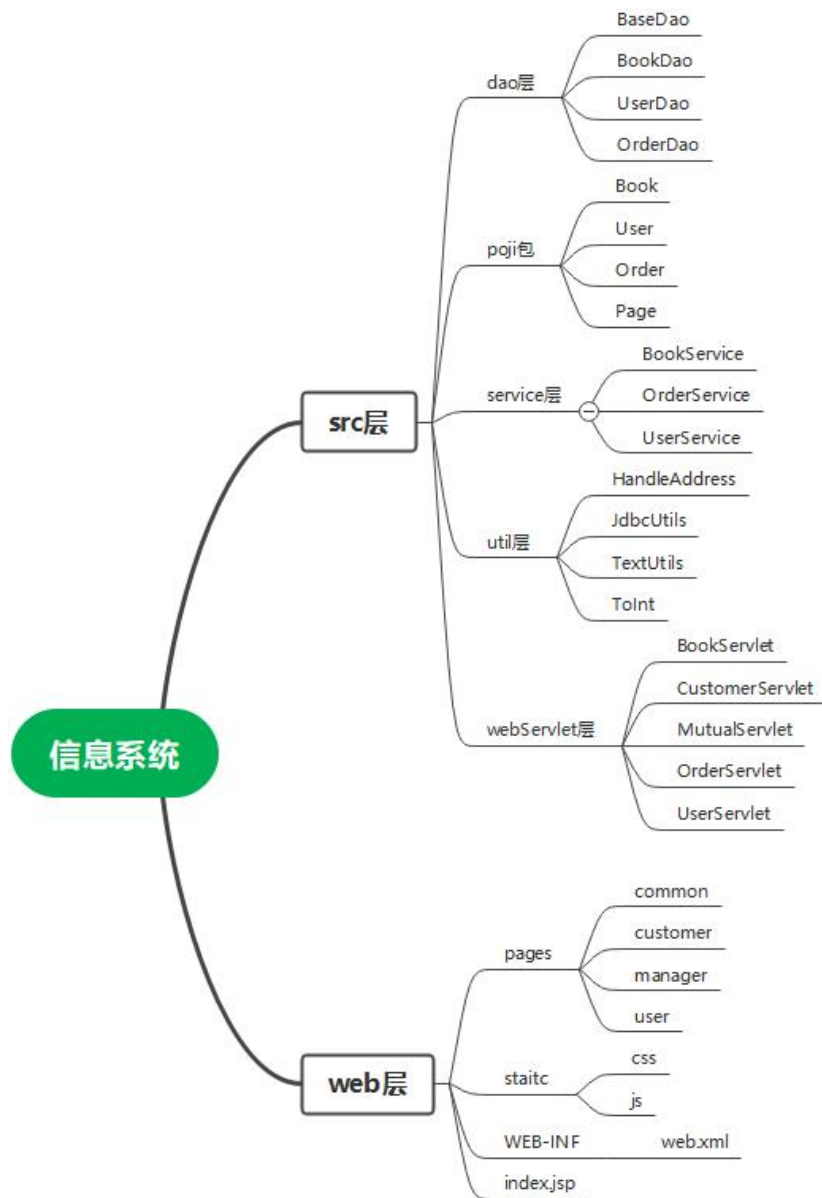 信息系统
src层
dao层
BaseDao
BookDao
UserDao
OrderDao
poji包
Book
User
Order
Page
service层
BookService
OrderService
UserService
util层
HandleAddress
JdbcUtils
TextUtils
ToInt
webServlet层
BookServlet
CustomerServlet
MutualServlet
OrderServlet
UserServlet
web层
pages
common
customer
manager
user
staitc
css
js
WEB-INF
web.xml
index.jsp